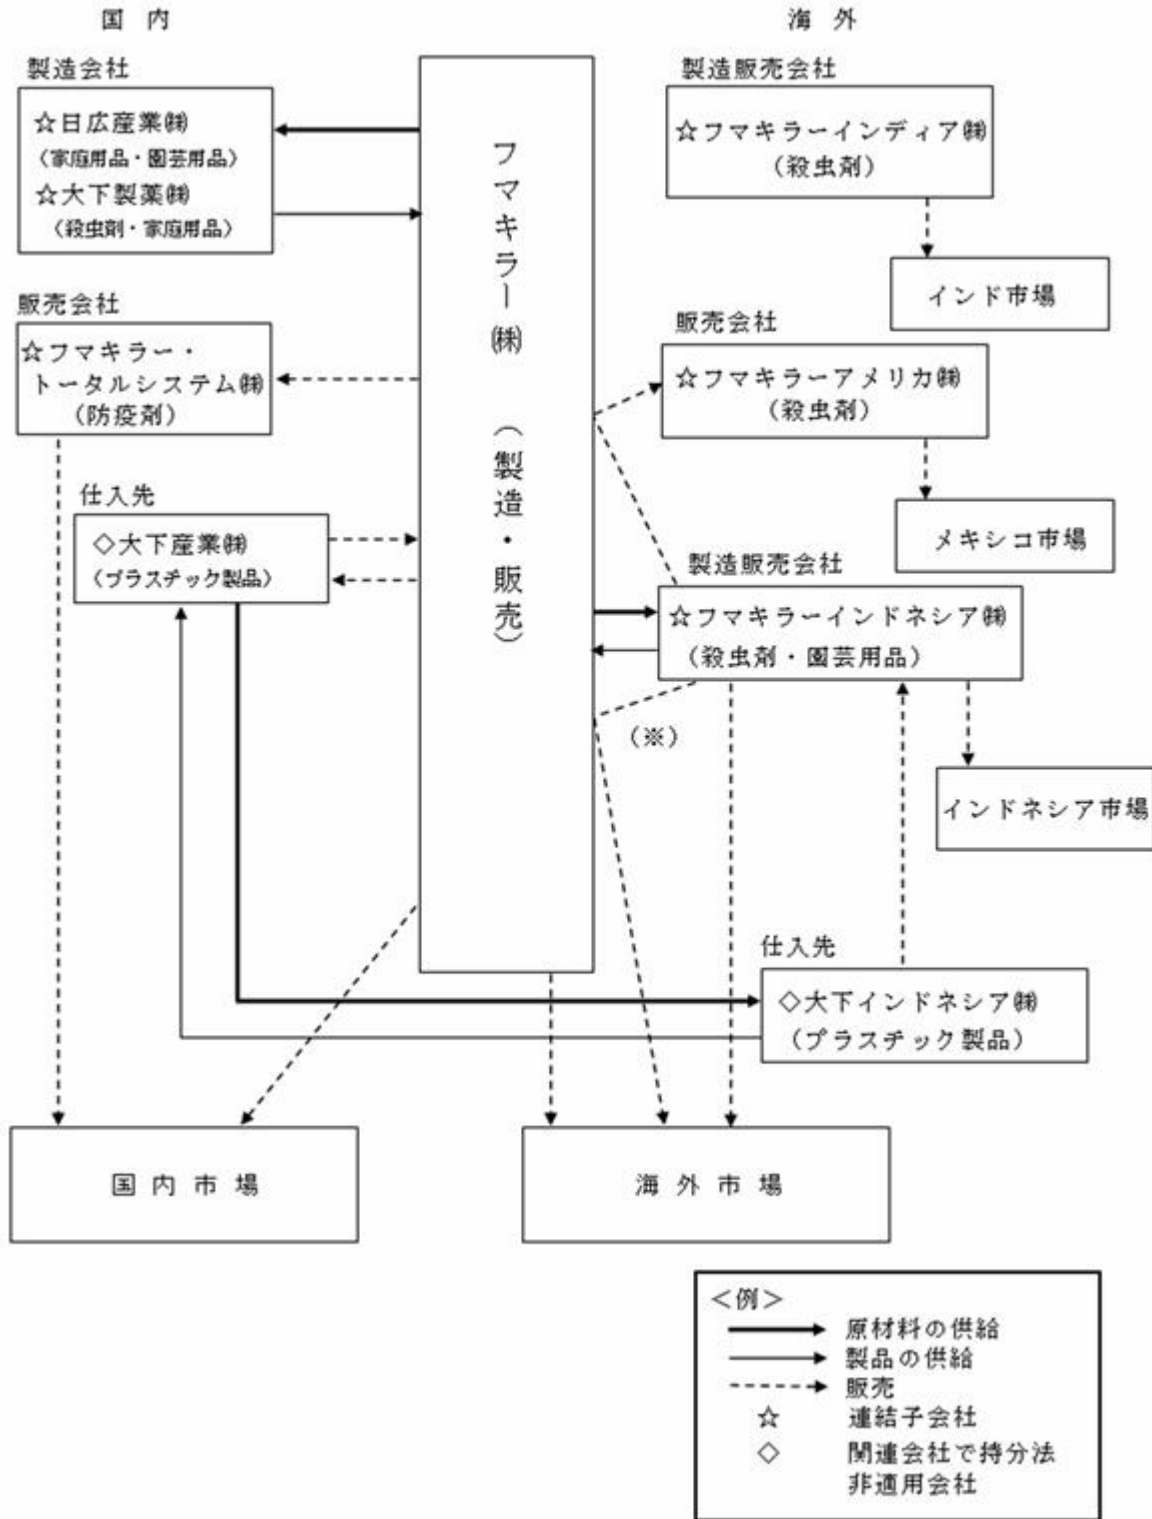 国内
海外
製造会社
☆日広産業㈱
(家庭用品・園芸用品)
☆大下製薬㈱
(殺虫剤・家庭用品)
販売会社
☆フマキラー・
トータルシステム㈱
(防疫剤)
仕入先
◇大下産業㈱
(プラスチック製品)
フマキラー㈱ (製造・販売)
製造販売会社
☆フマキラーインディア㈱
(殺虫剤)
インド市場
販売会社
☆フマキラーアメリカ㈱
(殺虫剤)
メキシコ市場
製造販売会社
☆フマキラーインドネシア㈱
(殺虫剤・園芸用品)
(※)
インドネシア市場
仕入先
◇大下インドネシア㈱
(プラスチック製品)
国内市場
海外市場
<例>
原材料の供給
製品の供給
販売
☆ 連結子会社
◇ 関連会社で持分法
非適用会社